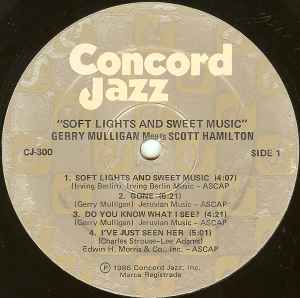 Concord
Jazz
"SOFT LIGHTS AND SWEET MUSIC"
GERRY MULLIGAN Meets SCOTT HAMILTON
CJ-300 SIDE 1
1. SOFT LIGHTS AND SWEET MUSIC (4:07)
(Irving Berlin) Irving Berlin Music – ASCAP
2. GONE (6:21)
(Gerry Mulligan) Jeruvian Music – ASCAP
3. DO YOU KNOW WHAT I SEE? (4:21)
(Gerry Mulligan) Jeruvian Music – ASCAP
4. I'VE JUST SEEN HER (5:01)
(Charles Strouse-Lee Adams)
Edwin H. Morris & Co., Inc. – ASCAP
℗ 1986 Concord Jazz, Inc.
Marca Registrada